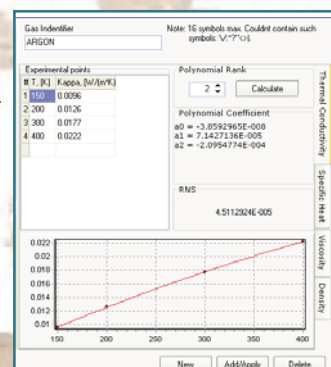 Gas Indentifier
ARGON
Note: 16 symbols max. Couldnt contain such
symbols: '\/:*?"<>|.
Experimental points
# T, [K] Kappa, [W/(m*K)]
1 150 0.0096
2 200 0.0126
3 300 0.0177
4 400 0.0222
Polynomial Rank
2 Calculate
Polynomial Coefficient
a0 = -3.8592965E-008
a1 = 7.1427136E-005
a2 = -2.0954774E-004
RNS
4.5112924E-005
Thermal Conductivity
Specific Heat
Viscosity
Density
0.022
0.02
0.018
0.016
0.014
0.012
0.01
150 200 250 300 350 400
New Add/Apply Delete